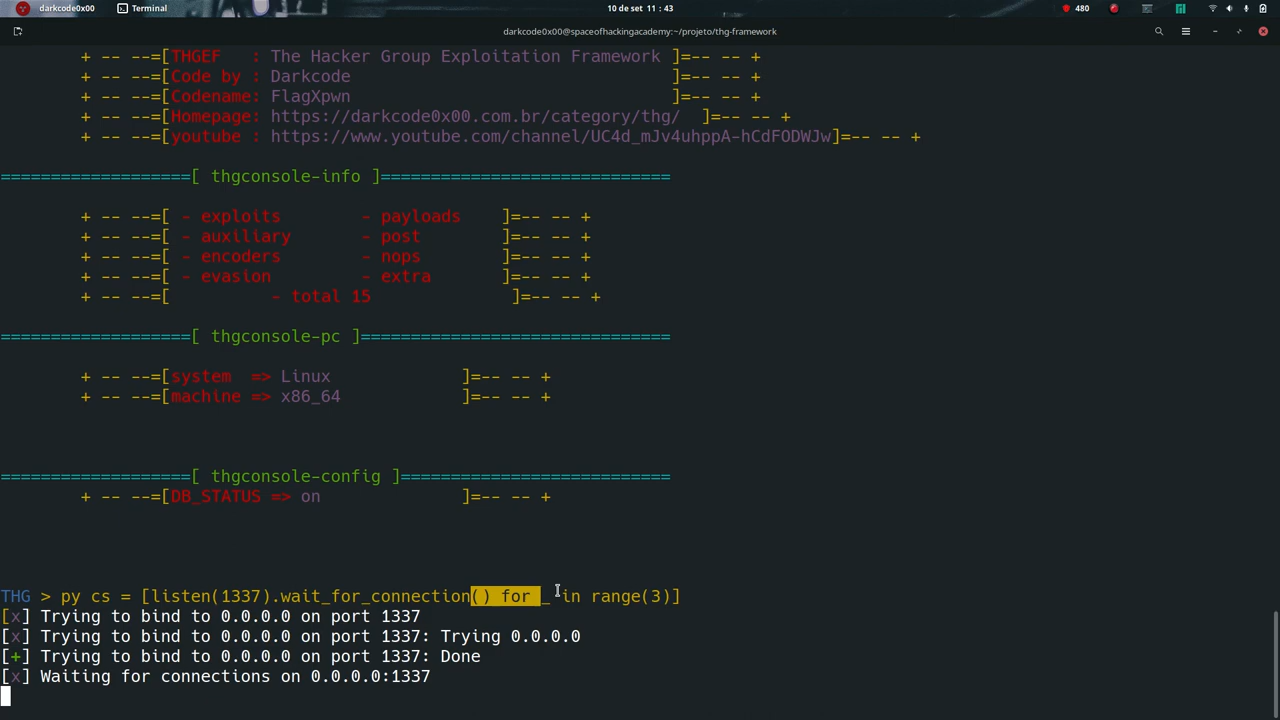 darkcode0x00 Terminal 10 de set 11 : 43 480
darkcode0x00@spaceofhackingacademy:~/projeto/thg-framework
+ -- --=[THGEF   : The Hacker Group Exploitation Framework ]=-- -- +
+ -- --=[Code by : Darkcode                                ]=-- -- +
+ -- --=[Codename: FlagXpwn                                ]=-- -- +
+ -- --=[Homepage: https://darkcode0x00.com.br/category/thg/  ]=-- -- +
+ -- --=[youtube : https://www.youtube.com/channel/UC4d_mJv4uhppA-hCdFODWJw]=-- -- +
===================[ thgconsole-info ]=============================
+ -- --=[ - exploits        - payloads    ]=-- -- +
+ -- --=[ - auxiliary       - post        ]=-- -- +
+ -- --=[ - encoders        - nops        ]=-- -- +
+ -- --=[ - evasion         - extra       ]=-- -- +
+ -- --=[          - total 15              ]=-- -- +
===================[ thgconsole-pc ]===============================
+ -- --=[system  => Linux             ]=-- -- +
+ -- --=[machine => x86_64            ]=-- -- +
===================[ thgconsole-config ]===========================
+ -- --=[DB_STATUS => on              ]=-- -- +
THG > py cs = [listen(1337).wait_for_connection() for _ in range(3)]
[x] Trying to bind to 0.0.0.0 on port 1337
[x] Trying to bind to 0.0.0.0 on port 1337: Trying 0.0.0.0
[+] Trying to bind to 0.0.0.0 on port 1337: Done
[x] Waiting for connections on 0.0.0.0:1337